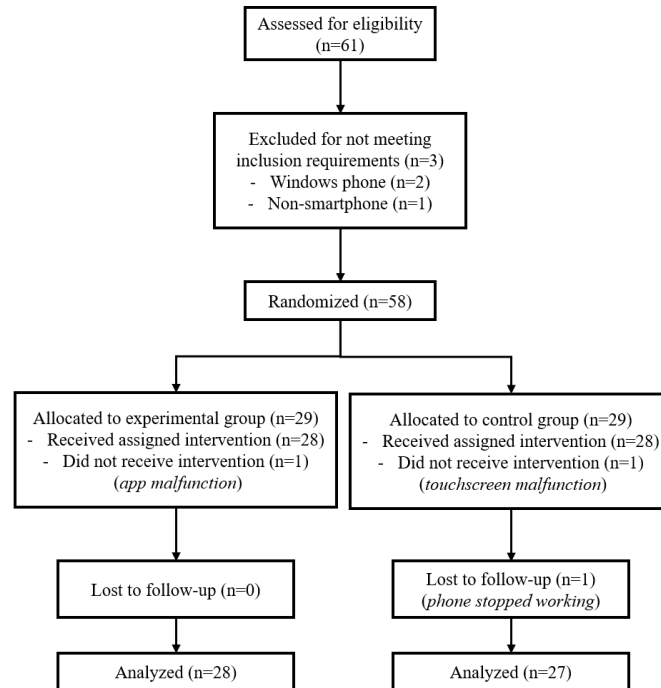 Assessed for eligibility
(n=61)
Excluded for not meeting
inclusion requirements (n=3)
- Windows phone (n=2)
- Non-smartphone (n=1)
Randomized (n=58)
Allocated to experimental group (n=29)
- Received assigned intervention (n=28)
- Did not receive intervention (n=1)
(app malfunction)
Allocated to control group (n=29)
- Received assigned intervention (n=28)
- Did not receive intervention (n=1)
(touchscreen malfunction)
Lost to follow-up (n=0)
Lost to follow-up (n=1)
(phone stopped working)
Analyzed (n=28)
Analyzed (n=27)